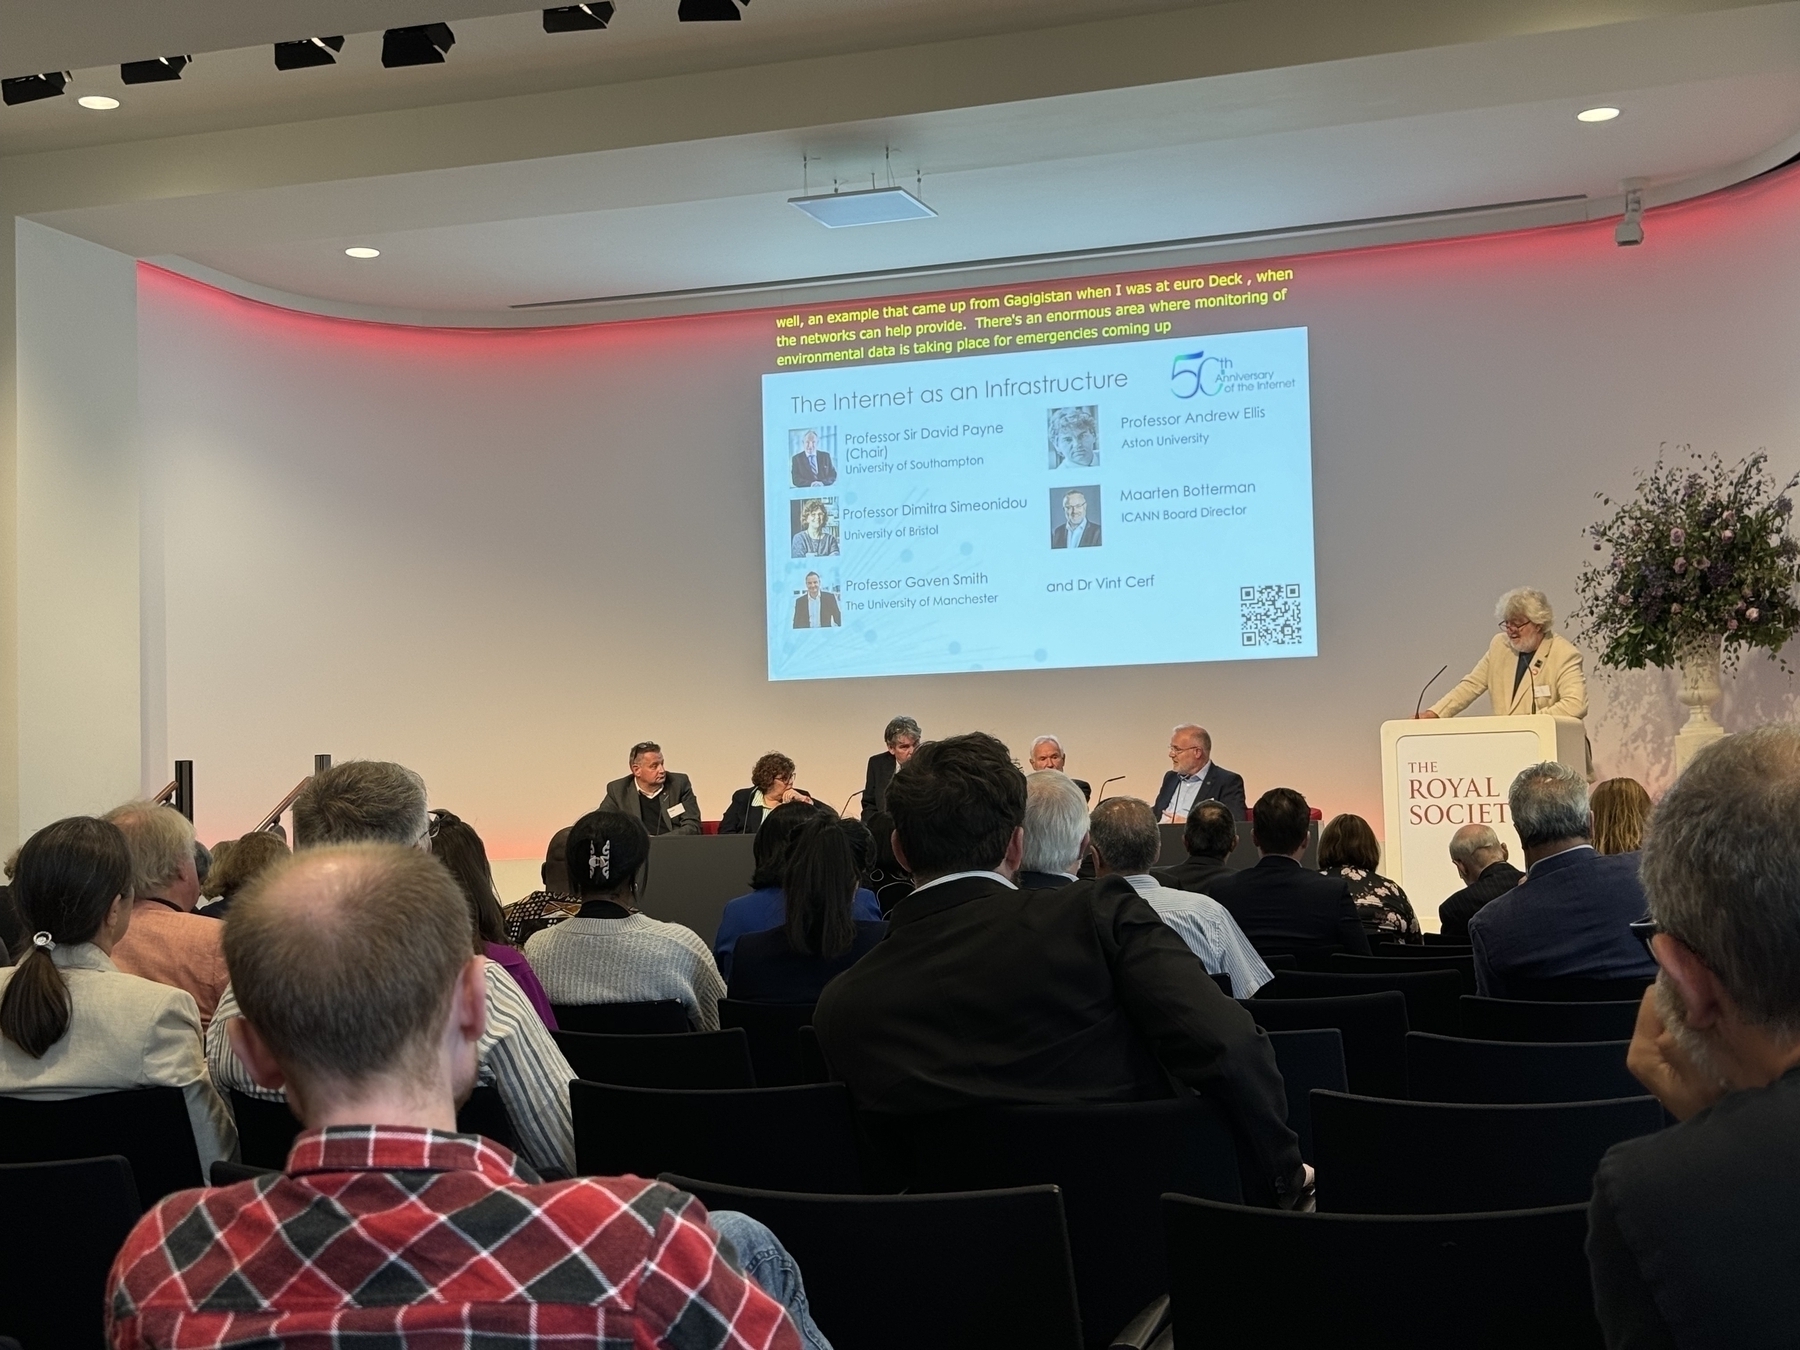 well, an example that came up from Gagigistan when I was at euro Deck , when
the networks can help provide.  There's an enormous area where monitoring of
environmental data is taking place for emergencies coming up
The Internet as an Infrastructure
50th
Anniversary
of the Internet
Professor Sir David Payne
(Chair)
University of Southampton
Professor Andrew Ellis
Aston University
Professor Dimitra Simeonidou
University of Bristol
Maarten Botterman
ICANN Board Director
Professor Gaven Smith
The University of Manchester
and Dr Vint Cerf
THE
ROYAL
SOCIET